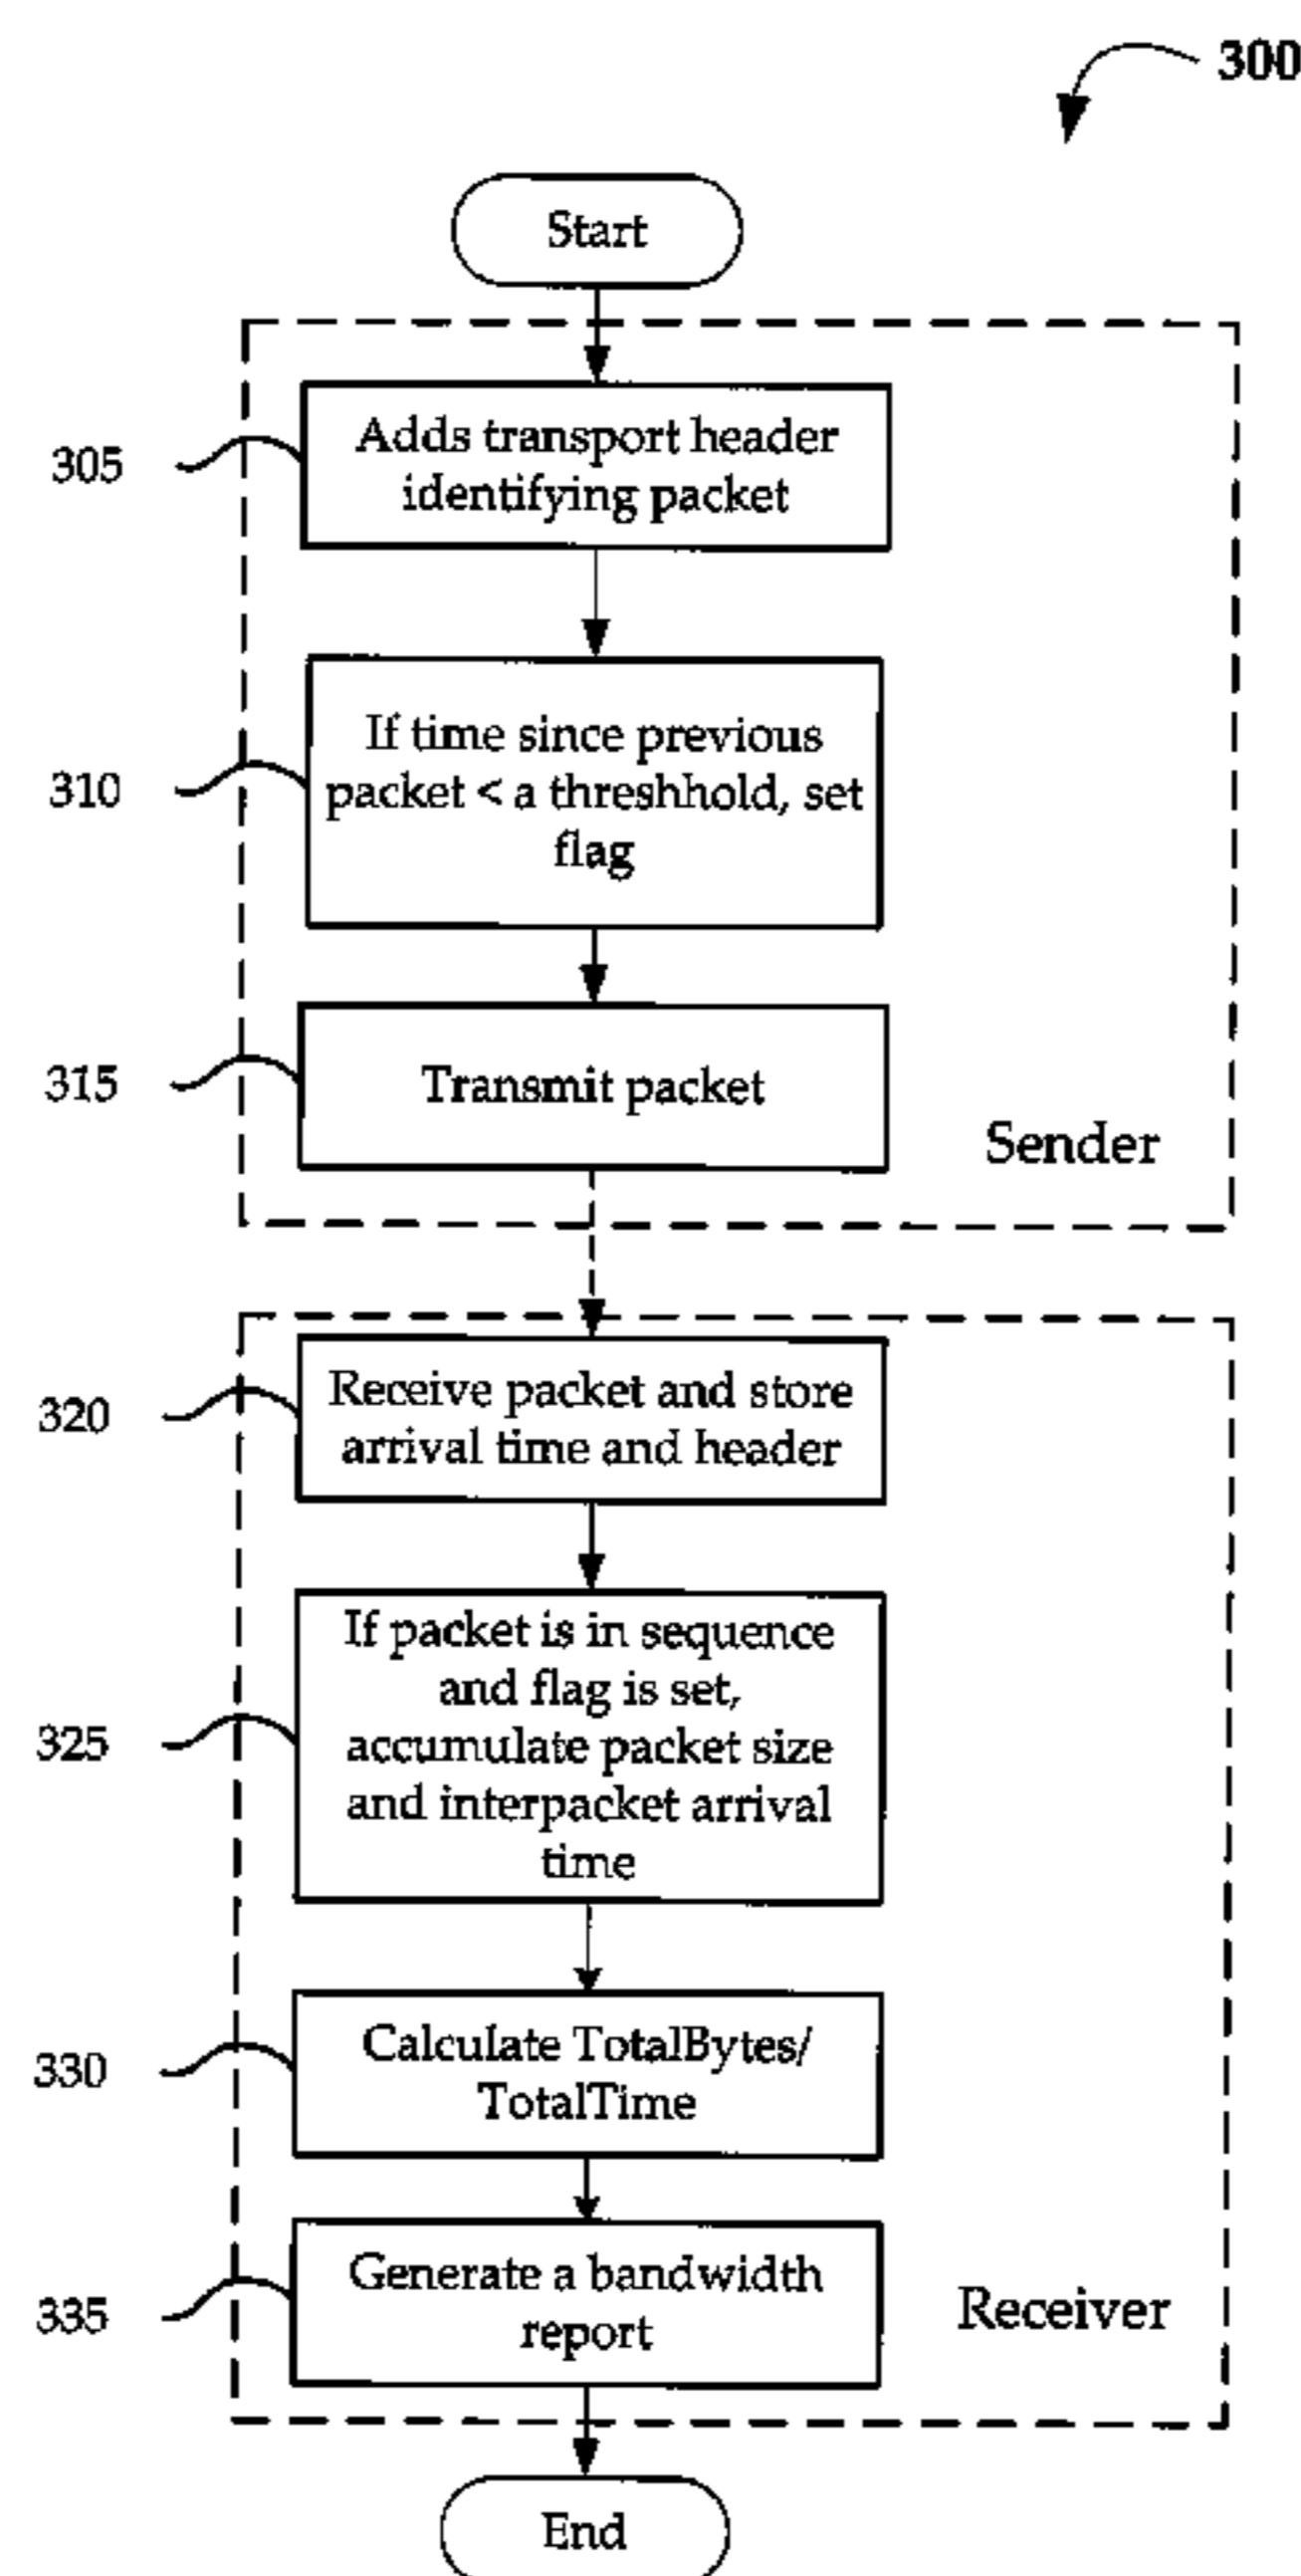 300
Start
305
Adds transport header
identifying packet
310
If time since previous
packet < a threshhold, set
flag
315
Transmit packet
Sender
320
Receive packet and store
arrival time and header
325
If packet is in sequence
and flag is set,
accumulate packet size
and interpacket arrival
time
330
Calculate TotalBytes/
TotalTime
335
Generate a bandwidth
report
Receiver
End